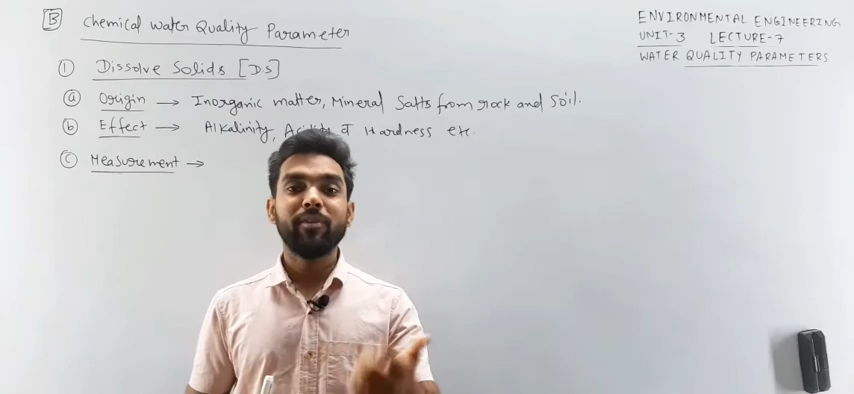 B Chemical Water Quality Parameter
1 Dissolve Solids [DS]
a Origin → Inorganic matter, Mineral Salts from rock and Soil.
b Effect → Alkalinity, Acidity & Hardness etc.
c Measurement →
ENVIRONMENTAL ENGINEERING
UNIT-3 LECTURE-7
WATER QUALITY PARAMETERS